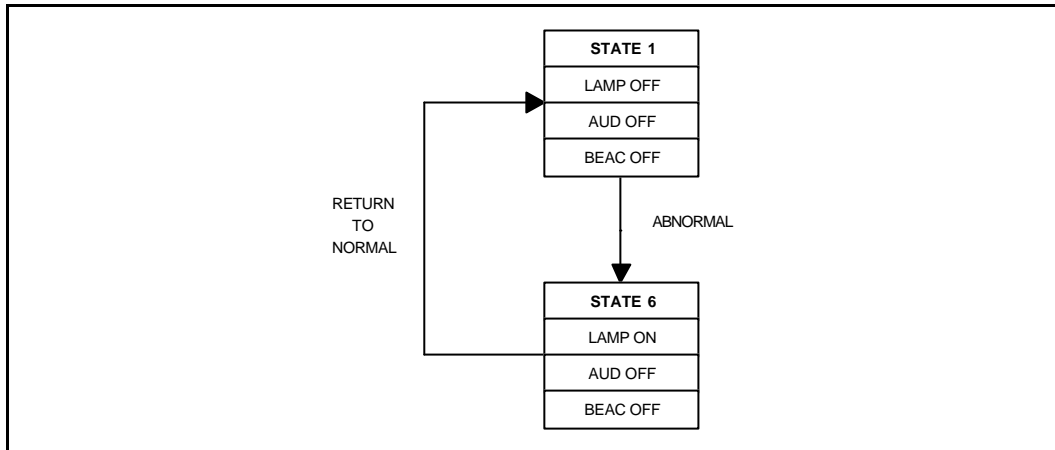 STATE 1
LAMP OFF
AUD OFF
BEAC OFF
RETURN
TO
NORMAL
ABNORMAL
STATE 6
LAMP ON
AUD OFF
BEAC OFF